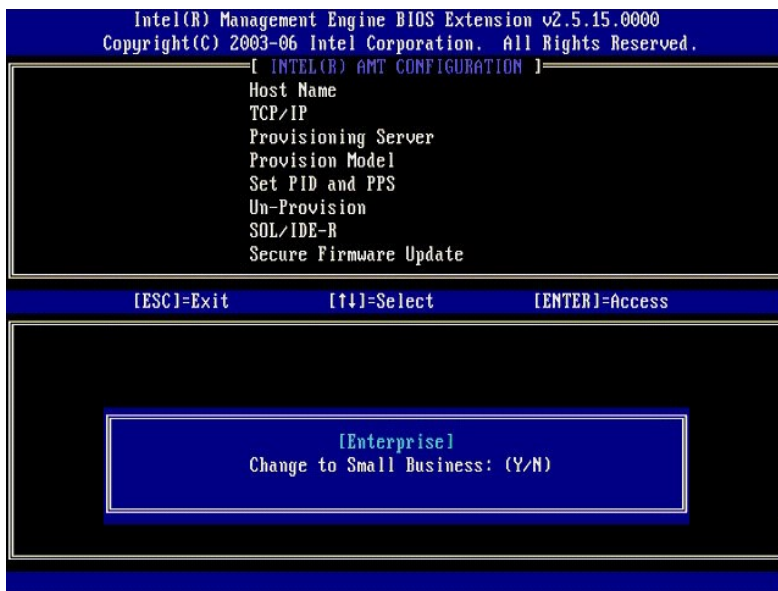 Intel(R) Management Engine BIOS Extension v2.5.15.0000
Copyright(C) 2003-06 Intel Corporation. All Rights Reserved.
[ INTEL(R) AMT CONFIGURATION ]
Host Name
TCP/IP
Provisioning Server
Provision Model
Set PID and PPS
Un-Provision
SOL/IDE-R
Secure Firmware Update
[ESC]=Exit [↑↓]=Select [ENTER]=Access
[Enterprise]
Change to Small Business: (Y/N)